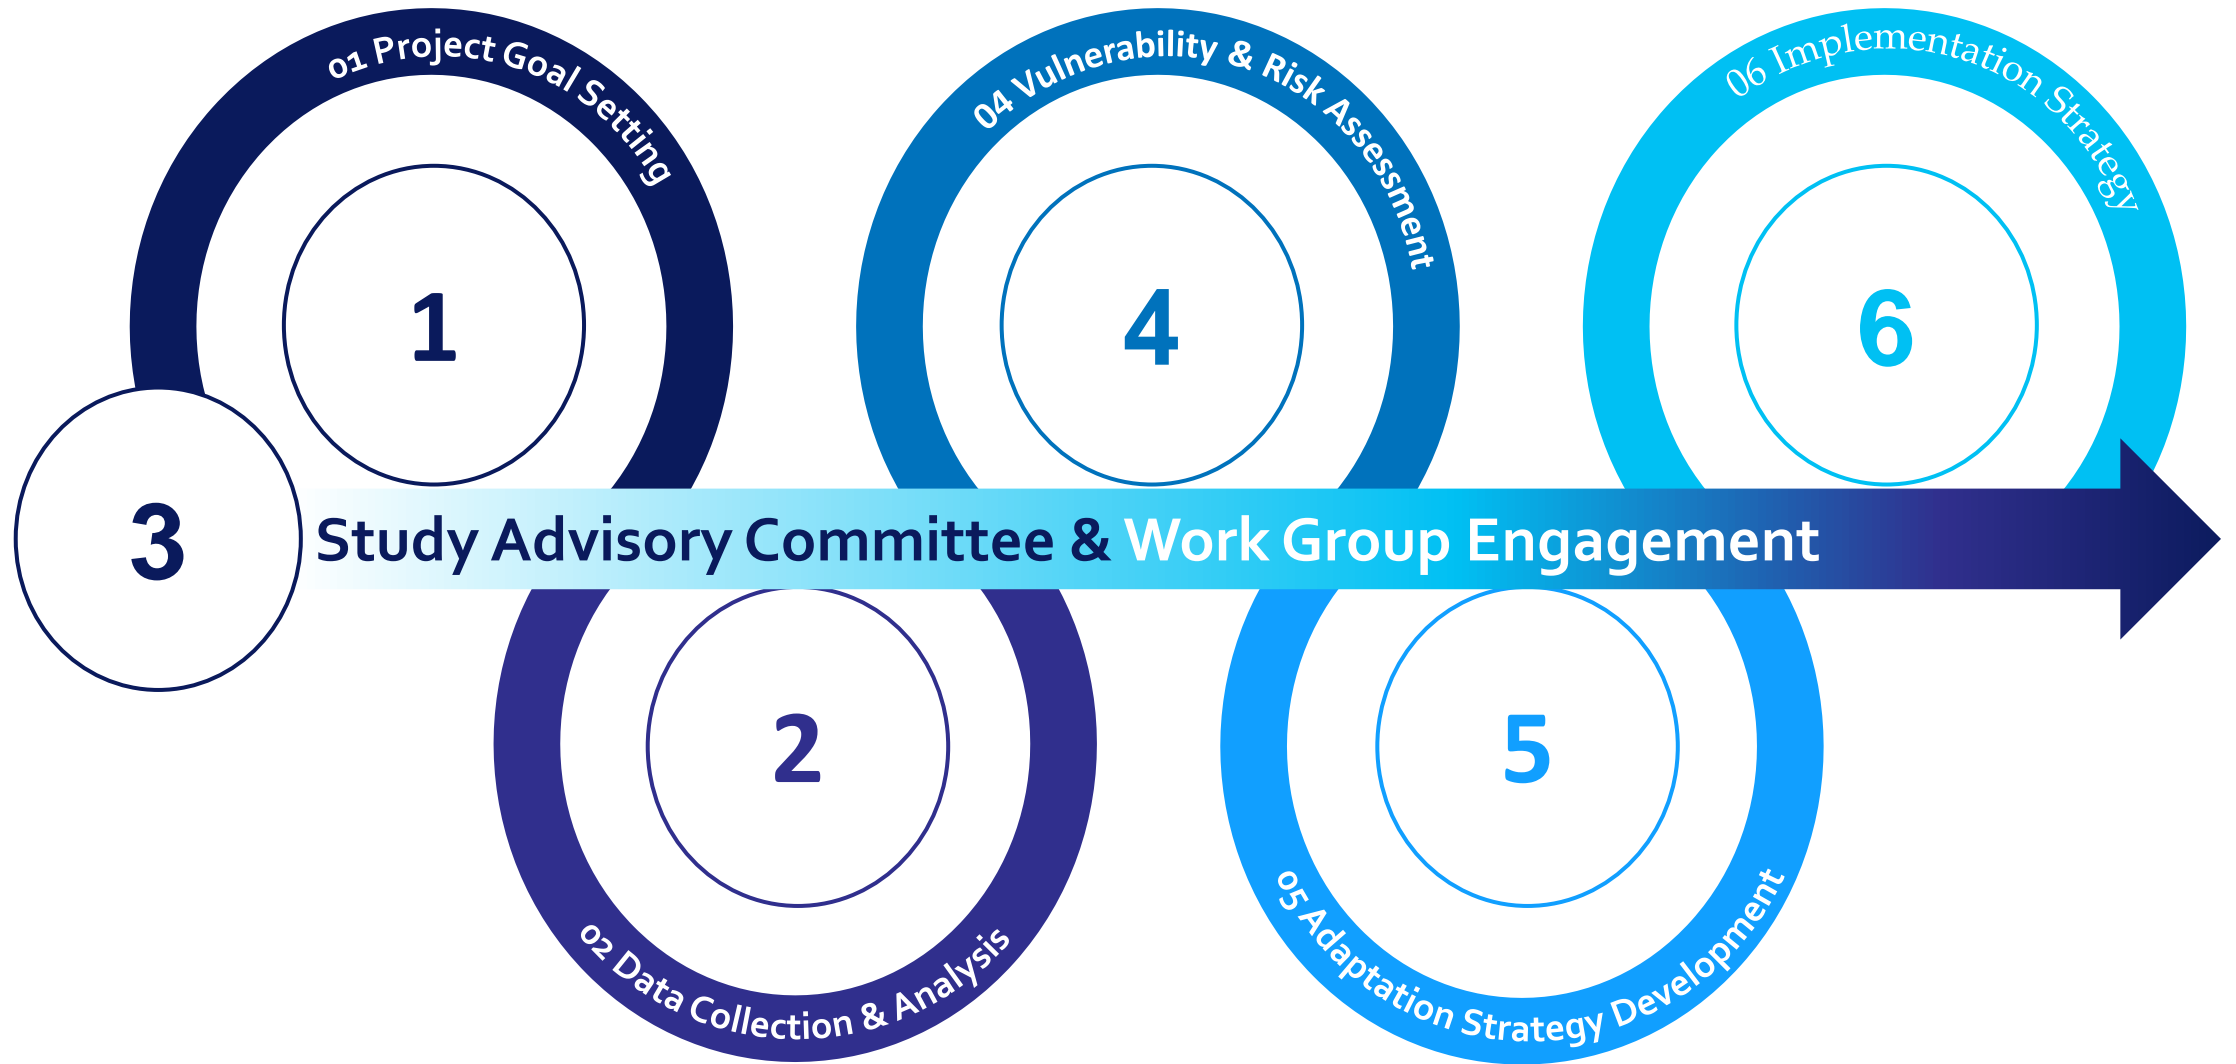 01 Project Goal Setting
1
02 Data Collection & Analysis
2
3
Study Advisory Committee & Work Group Engagement
04 Vulnerability & Risk Assessment
4
05 Adaptation Strategy Development
5
06 Implementation Strategy
6